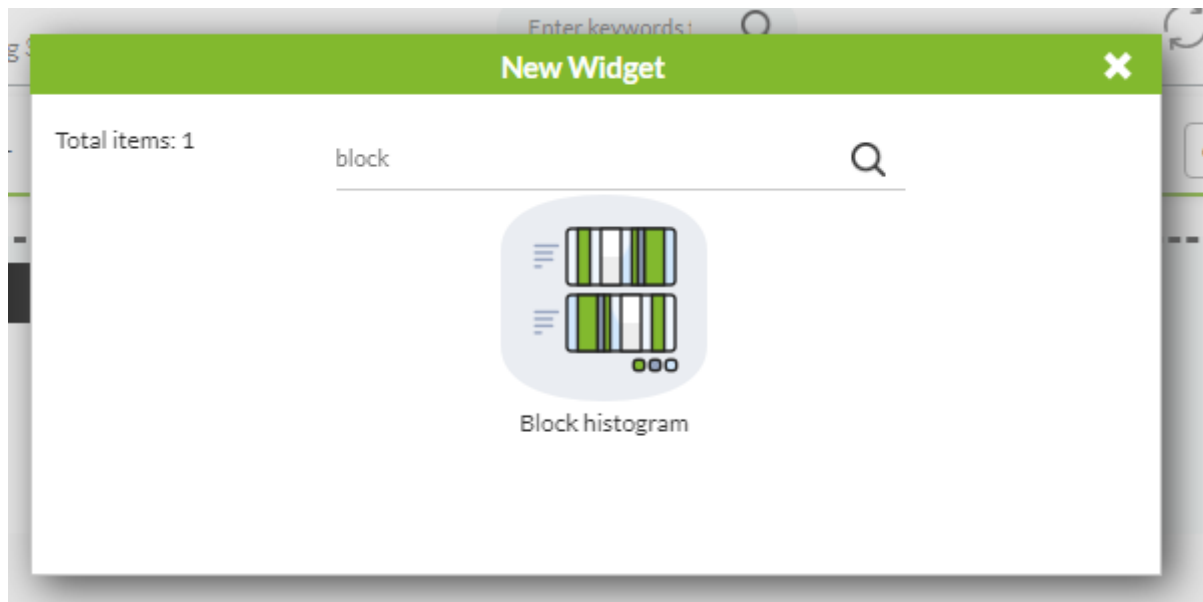 Enter keywords
New Widget
Total items: 1
block
Block histogram